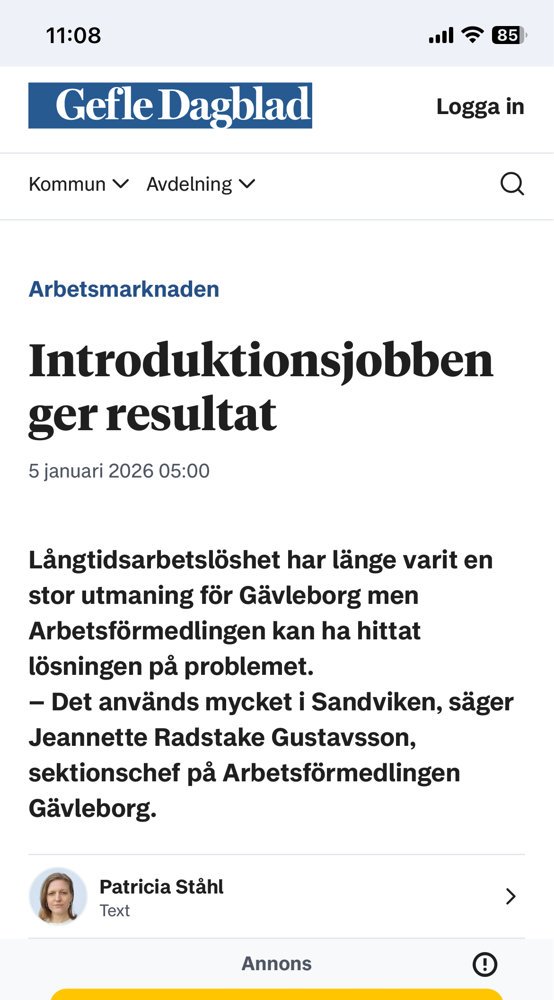 11:08
85
Gefle Dagblad
Logga in
Kommun
Avdelning
Arbetsmarknaden
Introduktionsjobben
ger resultat
5 januari 2026 05:00
Långtidsarbetslöshet har länge varit en
stor utmaning för Gävleborg men
Arbetsförmedlingen kan ha hittat
lösningen på problemet.
– Det används mycket i Sandviken, säger
Jeannette Radstake Gustavsson,
sektionschef på Arbetsförmedlingen
Gävleborg.
Patricia Ståhl
Text
Annons